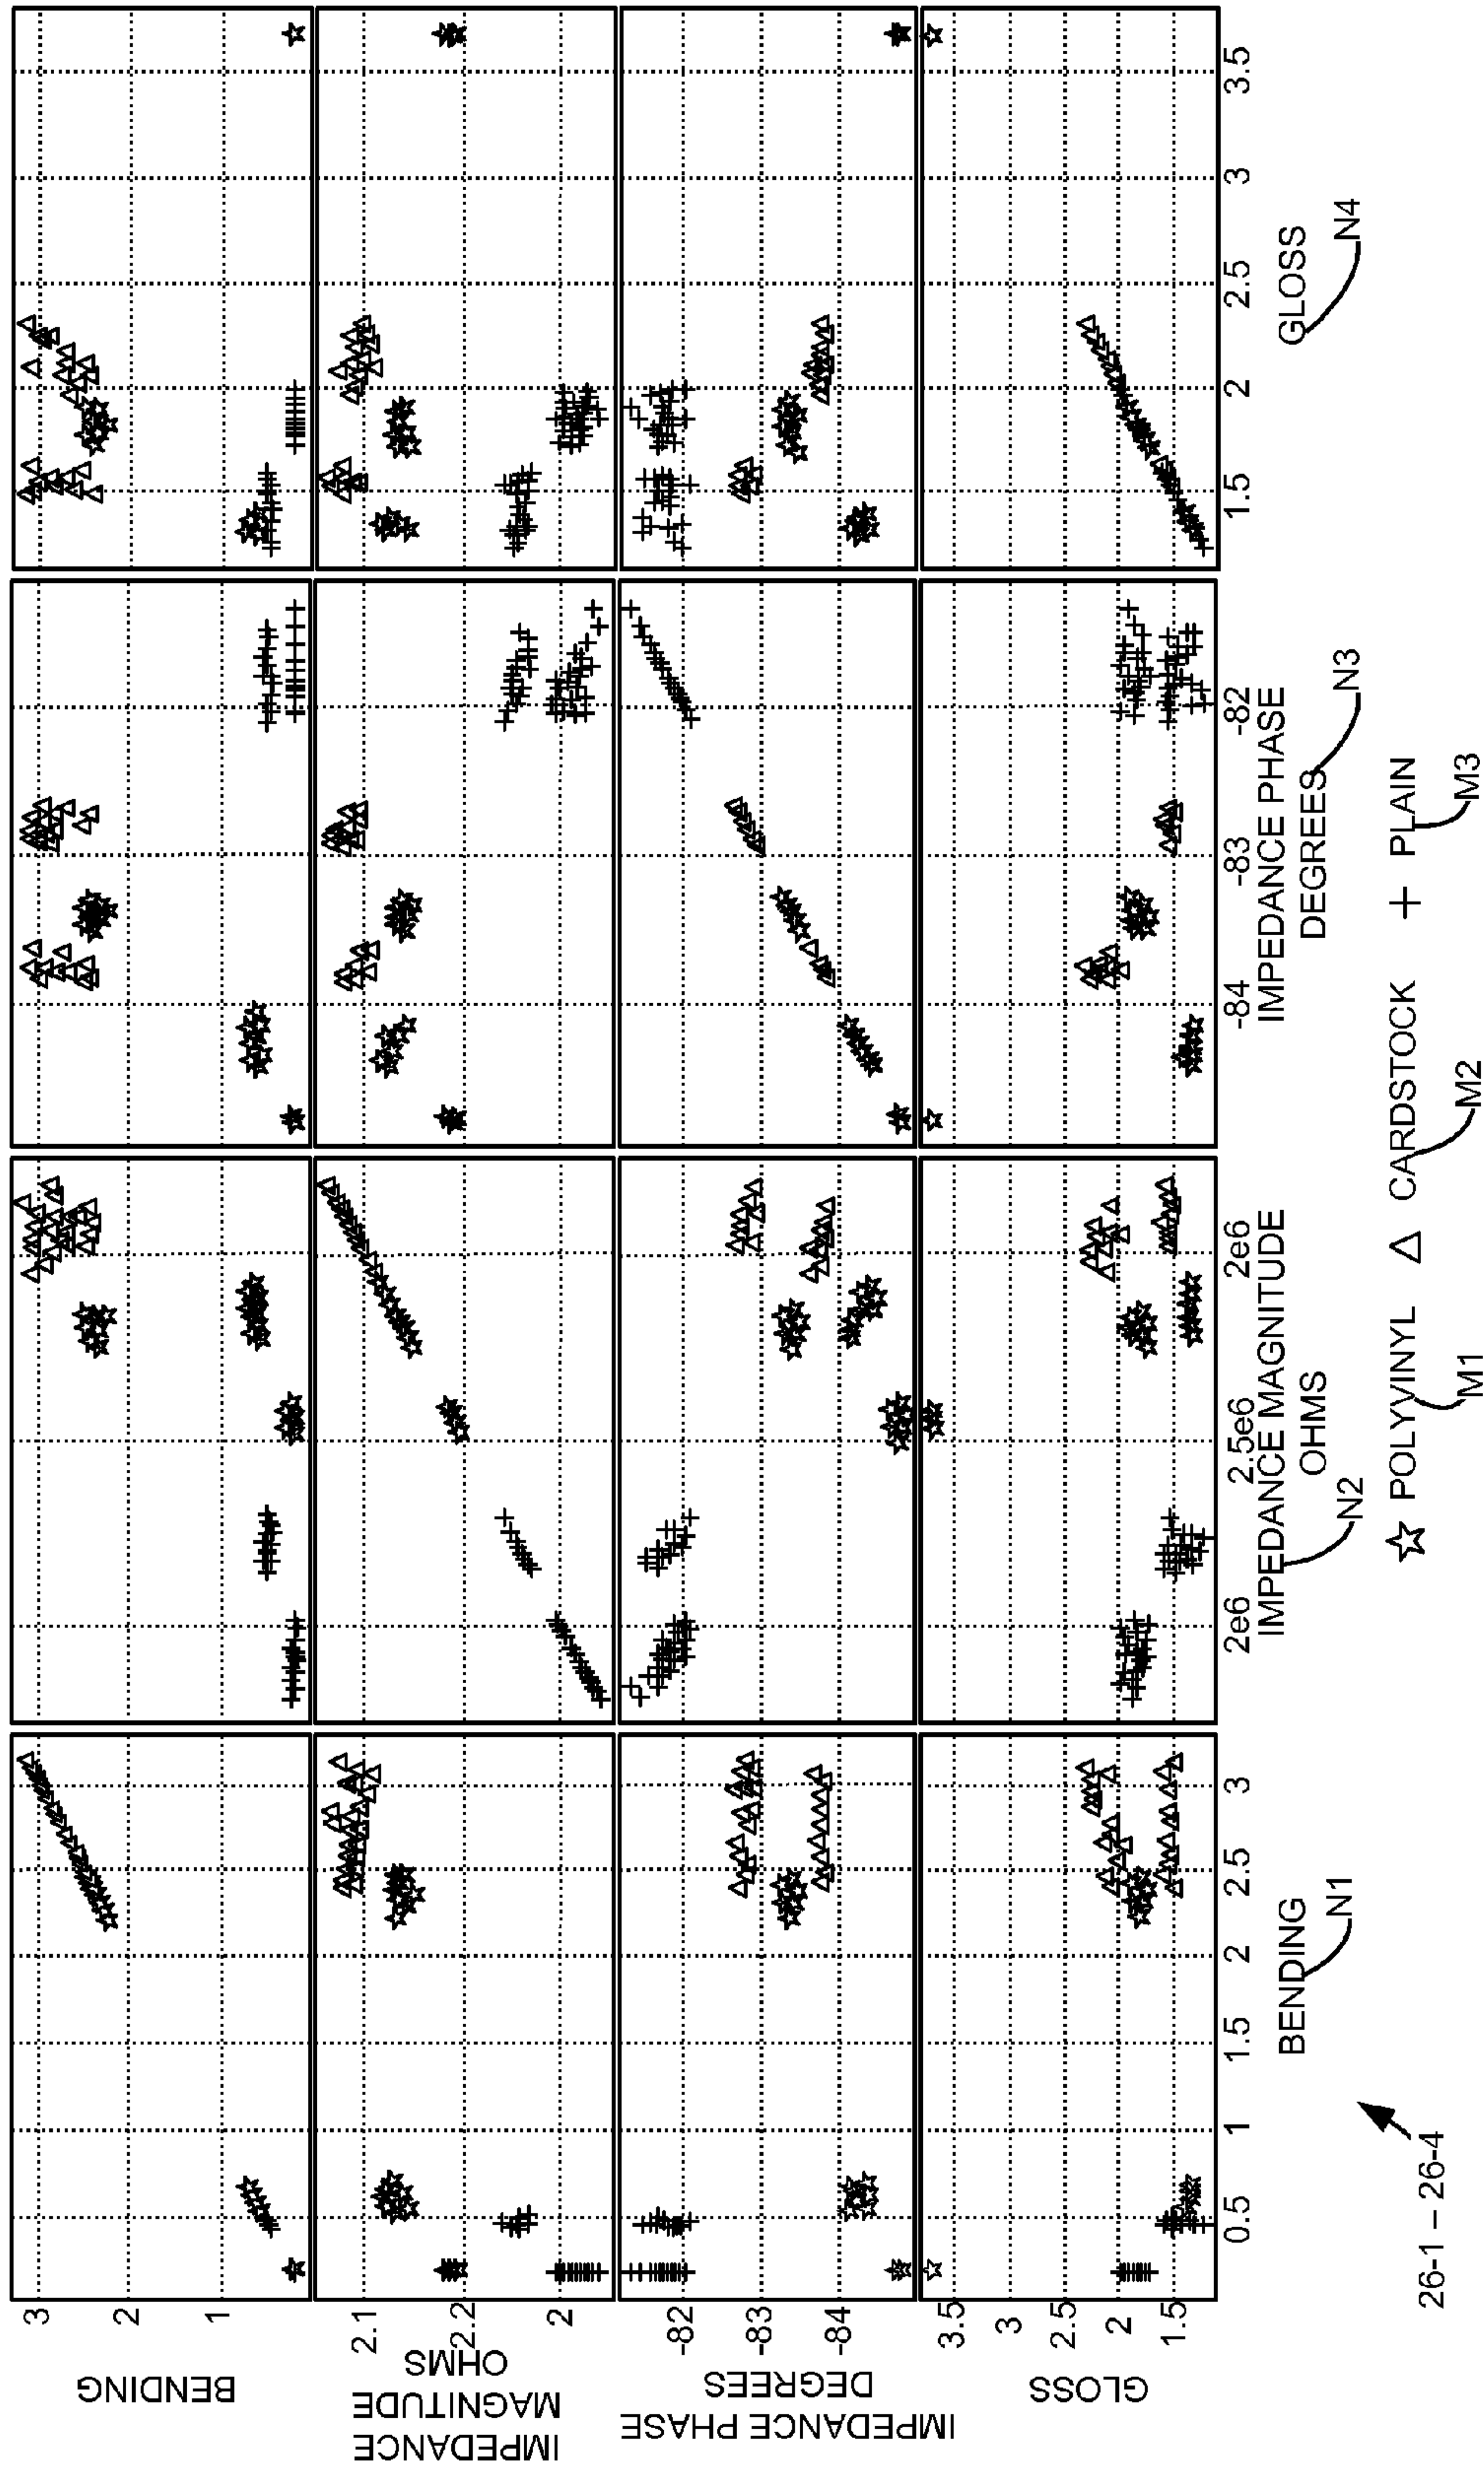 BENDING
3
2
1
IMPEDANCE
MAGNITUDE
OHMS
2.1
2.2
2
IMPEDANCE PHASE
DEGREES
-82
-83
-84
GLOSS
3.5
3
2.5
2
1.5
0.5 1 1.5 2 2.5 3
2e6 2.5e6 2e6
-84 -83 -82
1.5 2 2.5 3 3.5
BENDING
N1
IMPEDANCE MAGNITUDE
OHMS
N2
IMPEDANCE PHASE
DEGREES
N3
GLOSS
N4
26-1 – 26-4
POLYVINYL CARDSTOCK PLAIN
M1 M2 M3